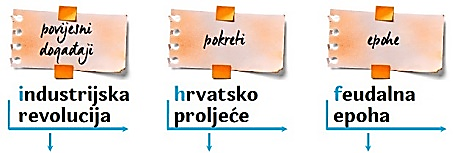 povijesni
događaji
industrijska
revolucija
pokreti
hrvatsko
proljeće
epohe
feudalna
epoha